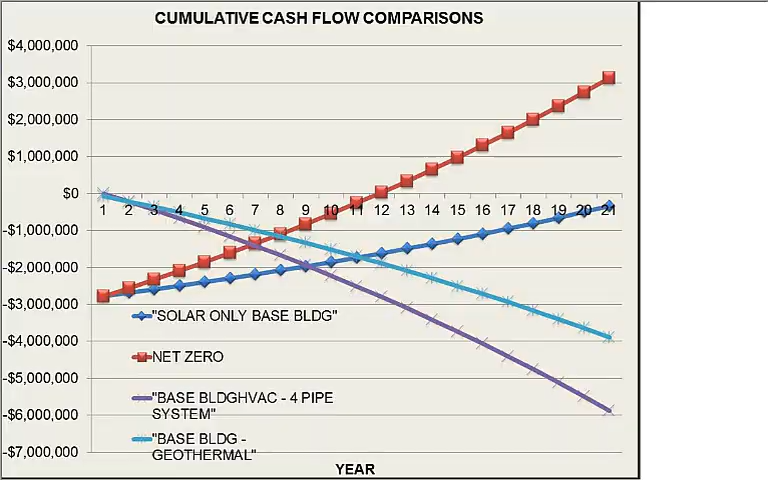 CUMULATIVE CASH FLOW COMPARISONS
$4,000,000
$3,000,000
$2,000,000
$1,000,000
$0
-$1,000,000
-$2,000,000
-$3,000,000
-$4,000,000
-$5,000,000
-$6,000,000
-$7,000,000
1 2 3 4 5 6 7 8 9 10 11 12 13 14 15 16 17 18 19 20 21
"SOLAR ONLY BASE BLDG"
NET ZERO
"BASE BLDGHVAC - 4 PIPE
SYSTEM"
"BASE BLDG -
GEOTHERMAL"
YEAR